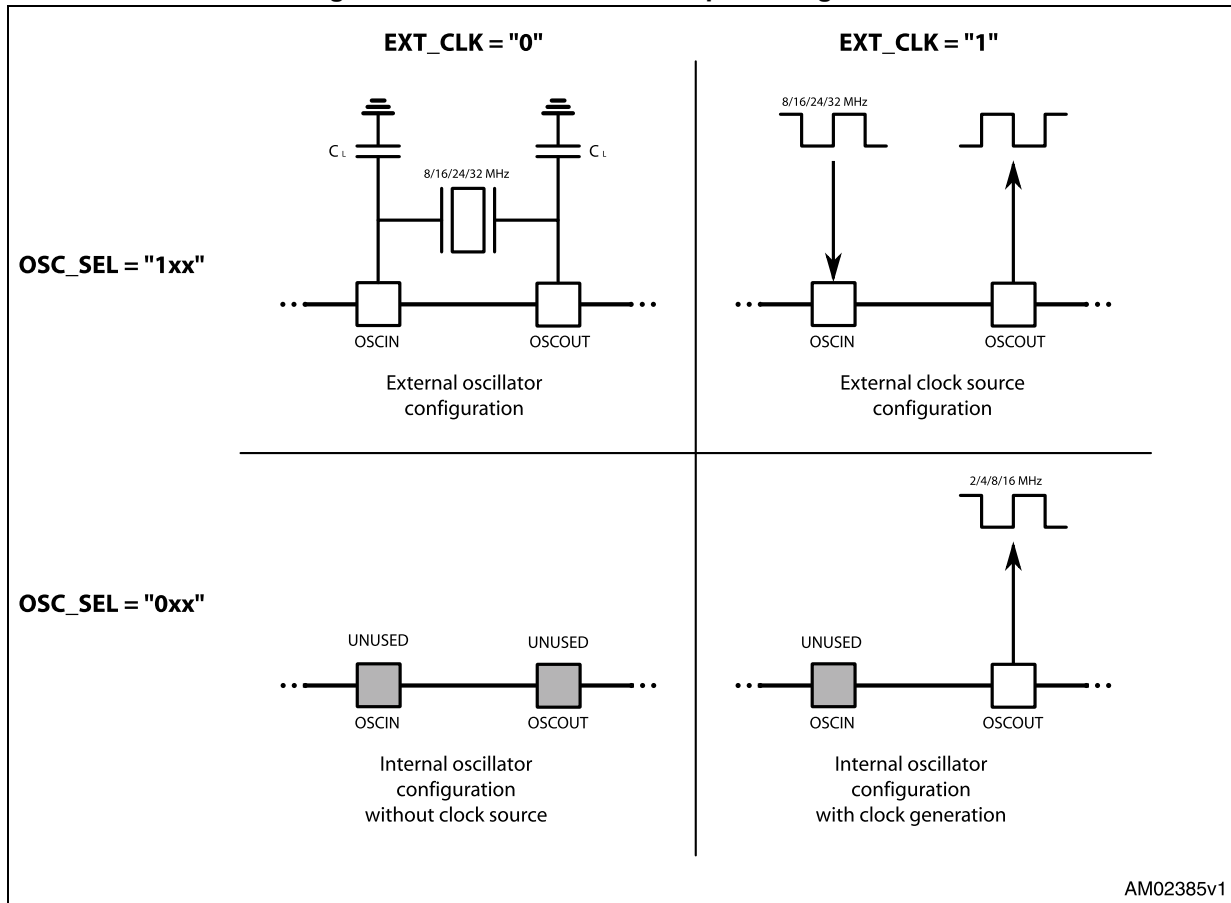 EXT_CLK = "0"
EXT_CLK = "1"
8/16/24/32 MHz
C L
C L
8/16/24/32 MHz
OSC_SEL = "1xx"
OSCIN
OSCOUT
OSCIN
OSCOUT
External oscillator
configuration
External clock source
configuration
2/4/8/16 MHz
OSC_SEL = "0xx"
UNUSED
UNUSED
UNUSED
OSCIN
OSCOUT
OSCIN
OSCOUT
Internal oscillator
configuration
without clock source
Internal oscillator
configuration
with clock generation
AM02385v1